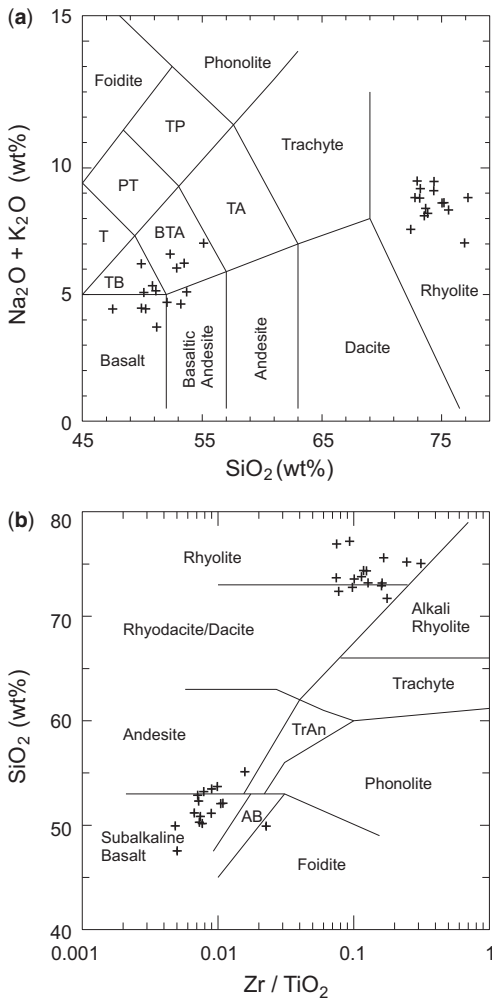 (a)
15
10
5
0
Na2O + K2O (wt%)
Foidite
Phonolite
TP
Trachyte
PT
TA
T
BTA
TB
Rhyolite
Basalt
Basaltic
Andesite
Andesite
Dacite
45
55
65
75
SiO2 (wt%)
(b)
80
70
60
50
40
SiO2 (wt%)
Rhyolite
Alkali
Rhyolite
Rhyodacite/Dacite
Trachyte
TrAn
Andesite
Phonolite
AB
Subalkaline
Basalt
Foidite
0.001
0.01
0.1
1
Zr / TiO2